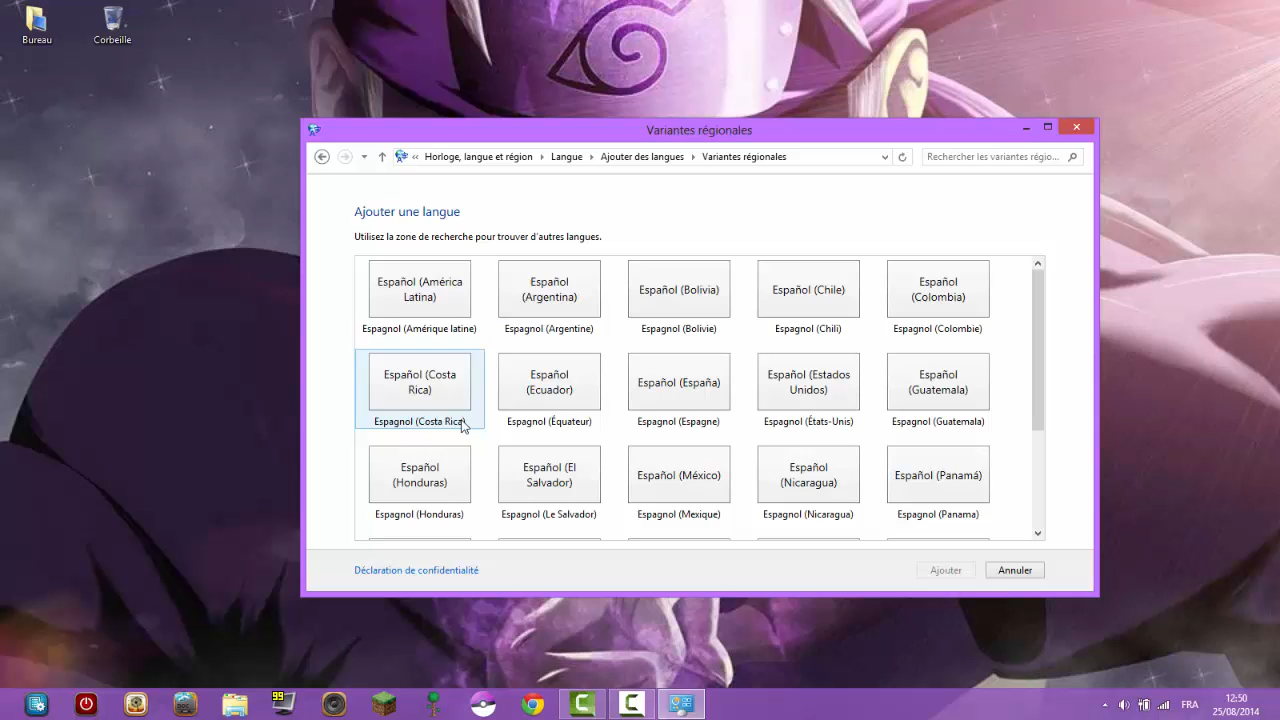 Bureau
Corbeille
Variantes régionales
Horloge, langue et région
Langue
Ajouter des langues
Variantes régionales
Rechercher les variantes régio...
Ajouter une langue
Utilisez la zone de recherche pour trouver d'autres langues.
Español (América
Latina)
Espagnol (Amérique latine)
Español
(Argentina)
Espagnol (Argentine)
Español (Bolivia)
Espagnol (Bolivie)
Español (Chile)
Espagnol (Chili)
Español
(Colombia)
Espagnol (Colombie)
Español (Costa
Rica)
Espagnol (Costa Rica)
Español
(Ecuador)
Espagnol (Équateur)
Español (España)
Espagnol (Espagne)
Español (Estados
Unidos)
Espagnol (États-Unis)
Español
(Guatemala)
Espagnol (Guatemala)
Español
(Honduras)
Espagnol (Honduras)
Español (El
Salvador)
Espagnol (Le Salvador)
Español (México)
Espagnol (Mexique)
Español
(Nicaragua)
Espagnol (Nicaragua)
Español (Panamá)
Espagnol (Panama)
Déclaration de confidentialité
Ajouter
Annuler
99
FRA
12:50
25/08/2014